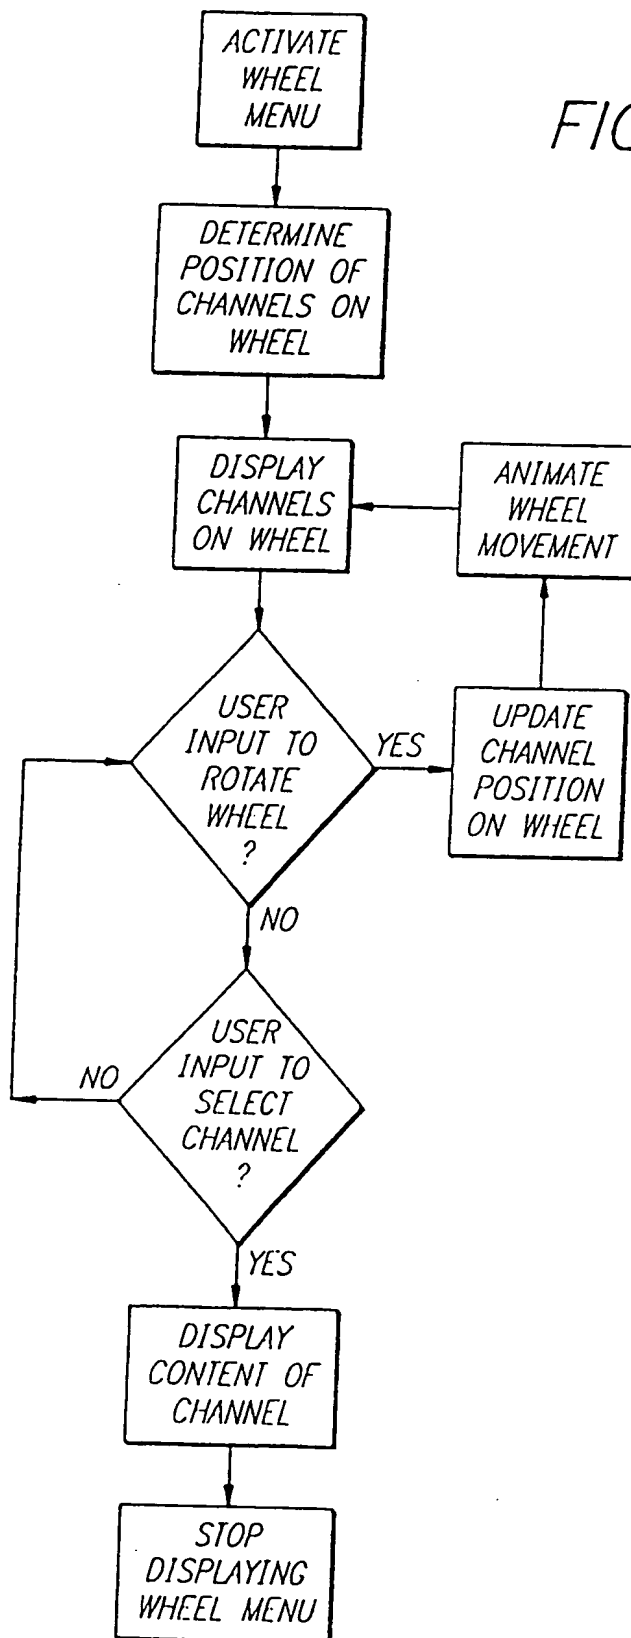 ACTIVATE
WHEEL
MENU
FIG
DETERMINE
POSITION OF
CHANNELS ON
WHEEL
DISPLAY
CHANNELS
ON WHEEL
ANIMATE
WHEEL
MOVEMENT
USER
INPUT TO
ROTATE
WHEEL
?
YES
UPDATE
CHANNEL
POSITION
ON WHEEL
NO
USER
INPUT TO
SELECT
CHANNEL
?
NO
YES
DISPLAY
CONTENT OF
CHANNEL
STOP
DISPLAYING
WHEEL MENU